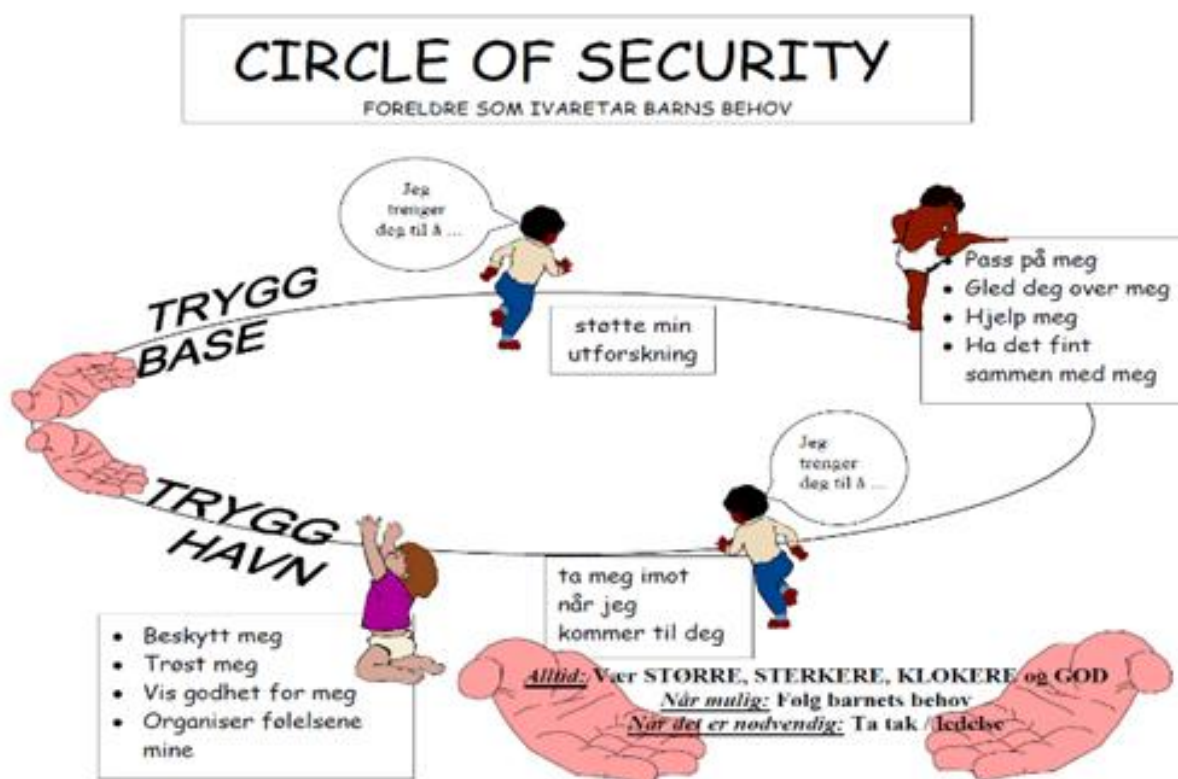 CIRCLE OF SECURITY
FORELDRE SOM IVARETAR BARNS BEHOV
Jeg
trenger
deg til å ...
TRYGG
BASE
støtte min
utforskning
• Pass på meg
• Gled deg over meg
• Hjelp meg
• Ha det fint
sammen med meg
Jeg
trenger
deg til å ...
TRYGG
HAVN
ta meg imot
når jeg
kommer til deg
• Beskytt meg
• Trøst meg
• Vis godhet for meg
• Organiser følelsene
mine
Alltid: Vær STØRRE, STERKERE, KLOKERE og GOD
Når mulig: Følg barnets behov
Når det er nødvendig: Ta tak / ledelse